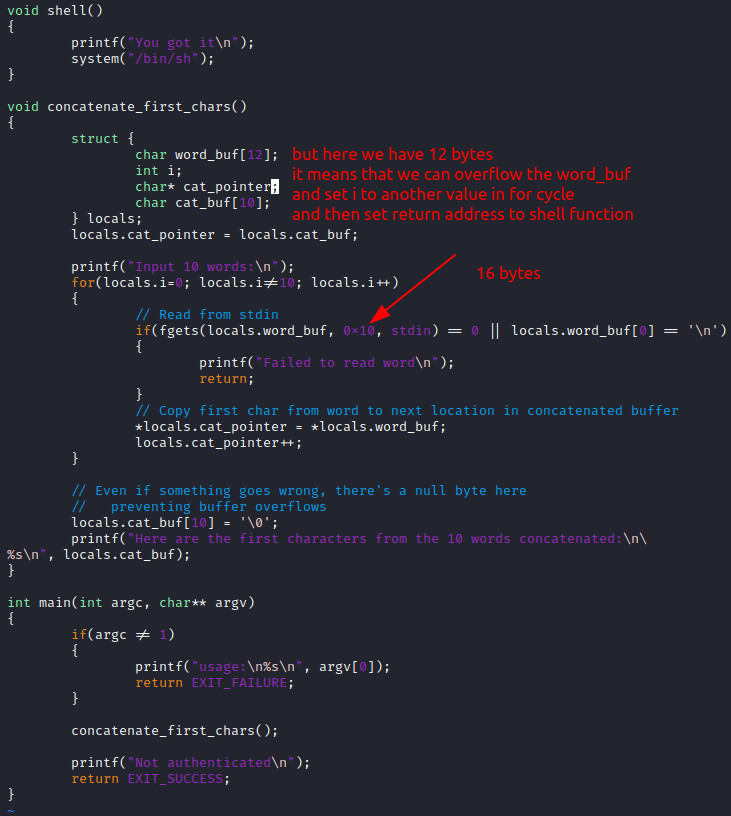 void shell()
{
printf("You got it\n");
system("/bin/sh");
}
void concatenate_first_chars()
{
struct {
char word_buf[12]; but here we have 12 bytes
int i; it means that we can overflow the word_buf
char* cat_pointer; and set i to another value in for cycle
char cat_buf[10]; and then set return address to shell function
} locals;
locals.cat_pointer = locals.cat_buf;
printf("Input 10 words:\n"); 16 bytes
for(locals.i=0; locals.i≠10; locals.i++)
{
// Read from stdin
if(fgets(locals.word_buf, 0×10, stdin) == 0 || locals.word_buf[0] == '\n')
{
printf("Failed to read word\n");
return;
}
// Copy first char from word to next location in concatenated buffer
*locals.cat_pointer = *locals.word_buf;
locals.cat_pointer++;
}
// Even if something goes wrong, there's a null byte here
// preventing buffer overflows
locals.cat_buf[10] = '\0';
printf("Here are the first characters from the 10 words concatenated:\n\
%s\n", locals.cat_buf);
}
int main(int argc, char** argv)
{
if(argc ≠ 1)
{
printf("usage:\n%s\n", argv[0]);
return EXIT_FAILURE;
}
concatenate_first_chars();
printf("Not authenticated\n");
return EXIT_SUCCESS;
}
~